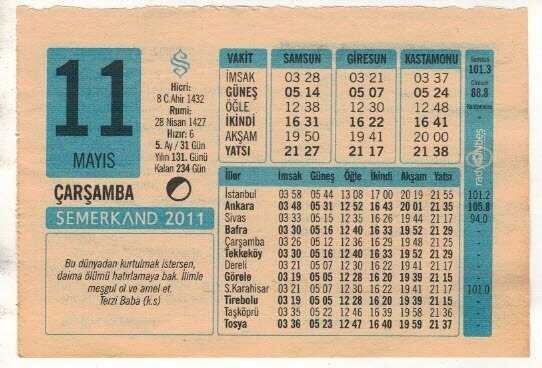 11
MAYIS
ÇARŞAMBA
SEMERKAND 2011
Hicri:
8 C.Ahir 1432
Rumi:
28 Nisan 1427
Hızır: 6
5. Ay / 31 Gün
Yılın 131. Günü
Kalan 234 Gün
Bu dünyadan kurtulmak istersen,
daima ölümü hatırlamaya bak. İlimle
meşgul ol ve amel et.
Terzi Baba (k.s)
VAKİT SAMSUN GİRESUN KASTAMONU
İMSAK 03 28 03 21 03 37
GÜNEŞ 05 14 05 07 05 24
ÖĞLE 12 38 12 30 12 48
İKİNDİ 16 31 16 22 16 41
AKŞAM 19 50 19 41 20 00
YATSI 21 27 21 17 21 38
İller İmsak Güneş Öğle İkindi Akşam Yatsı
İstanbul 03 58 05 44 13 08 17 00 20 19 21 55
Ankara 03 48 05 30 12 52 16 43 20 01 21 35
Sivas 03 15 05 09 12 35 16 26 19 44 21 17
Bafra 03 30 05 16 12 40 16 33 19 52 21 29
Çarşamba 03 26 05 12 12 36 16 29 19 48 21 25
Tekkeköy 03 30 05 16 12 40 16 33 19 52 21 29
Dereli 03 21 05 07 12 30 16 22 19 41 21 17
Görele 03 19 05 05 12 28 16 20 19 39 21 15
S.Karahisar 03 21 05 07 12 30 16 22 19 41 21 17
Tirebolu 03 19 05 05 12 28 16 20 19 39 21 15
Taşköprü 03 35 05 22 12 46 16 39 19 58 21 36
Tosya 03 36 05 23 12 47 16 40 19 59 21 37
Samsun
101.3
Giresun
88.8
Kastamonu
radyo15beş
101.2
105.8
94.0
101.0